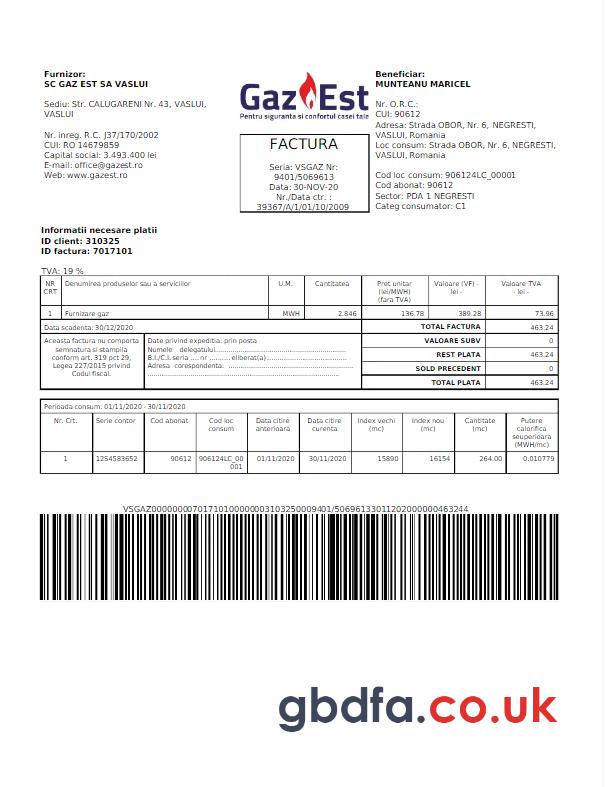 Furnizor:
SC GAZ EST SA VASLUI
Sediu: Str. CALUGARENI Nr. 43, VASLUI,
VASLUI
Nr. inreg. R.C. J37/170/2002
CUI: RO 14679859
Capital social: 3.493.400 lei
E-mail: office@gazest.ro
Web: www.gazest.ro
Gaz Est
Pentru siguranta si confortul casei tale
FACTURA
Seria: VSGAZ Nr:
9401/5069613
Data: 30-NOV-20
Nr./Data ctr. :
39367/A/1/01/10/2009
Beneficiar:
MUNTEANU MARICEL
Nr. O.R.C.:
CUI: 90612
Adresa: Strada OBOR, Nr. 6, NEGRESTI,
VASLUI, Romania
Loc consum: Strada OBOR, Nr. 6, NEGRESTI,
VASLUI, Romania
Cod loc consum: 906124LC_00001
Cod abonat: 90612
Sector: PDA 1 NEGRESTI
Categ consumator: C1
Informatii necesare platii
ID client: 310325
ID factura: 7017101
TVA: 19 %
NR CRT Denumirea produselor sau a serviciilor U.M. Cantitatea Pret unitar (lei/MWH) (fara TVA) Valoare (VF) - lei - Valoare TVA - lei -
1 Furnizare gaz MWH 2.846 136.78 389.28 73.96
Data scadenta: 30/12/2020 TOTAL FACTURA 463.24
Aceasta factura nu comporta
semnatura si stampila
conform art. 319 pct 29,
Legea 227/2015 privind
Codul fiscal.
Date privind expeditia: prin posta
Numele delegatului......................................................
B.I./C.I. seria .... nr .......... eliberat(a)..................................
Adresa corespondenta: .....................................................
.................................................................................
VALOARE SUBV 0
REST PLATA 463.24
SOLD PRECEDENT 0
TOTAL PLATA 463.24
Perioada consum: 01/11/2020 - 30/11/2020
Nr. Crt. Serie contor Cod abonat Cod loc consum Data citire anterioara Data citire curenta Index vechi (mc) Index nou (mc) Cantitate (mc) Putere calorifica seuperioara (MWH/mc)
1 1254583652 90612 906124LC_00001 01/11/2020 30/11/2020 15890 16154 264.00 0.010779
VSGAZ00000000701710100000003103250009401/50696133011202000000463244
gbdfa.co.uk